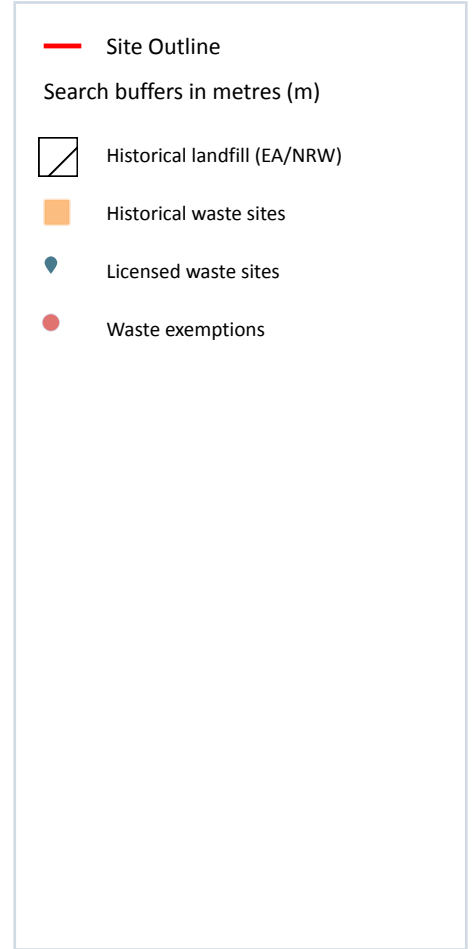 Site Outline
Search buffers in metres (m)
Historical landfill (EA/NRW)
Historical waste sites
Licensed waste sites
Waste exemptions